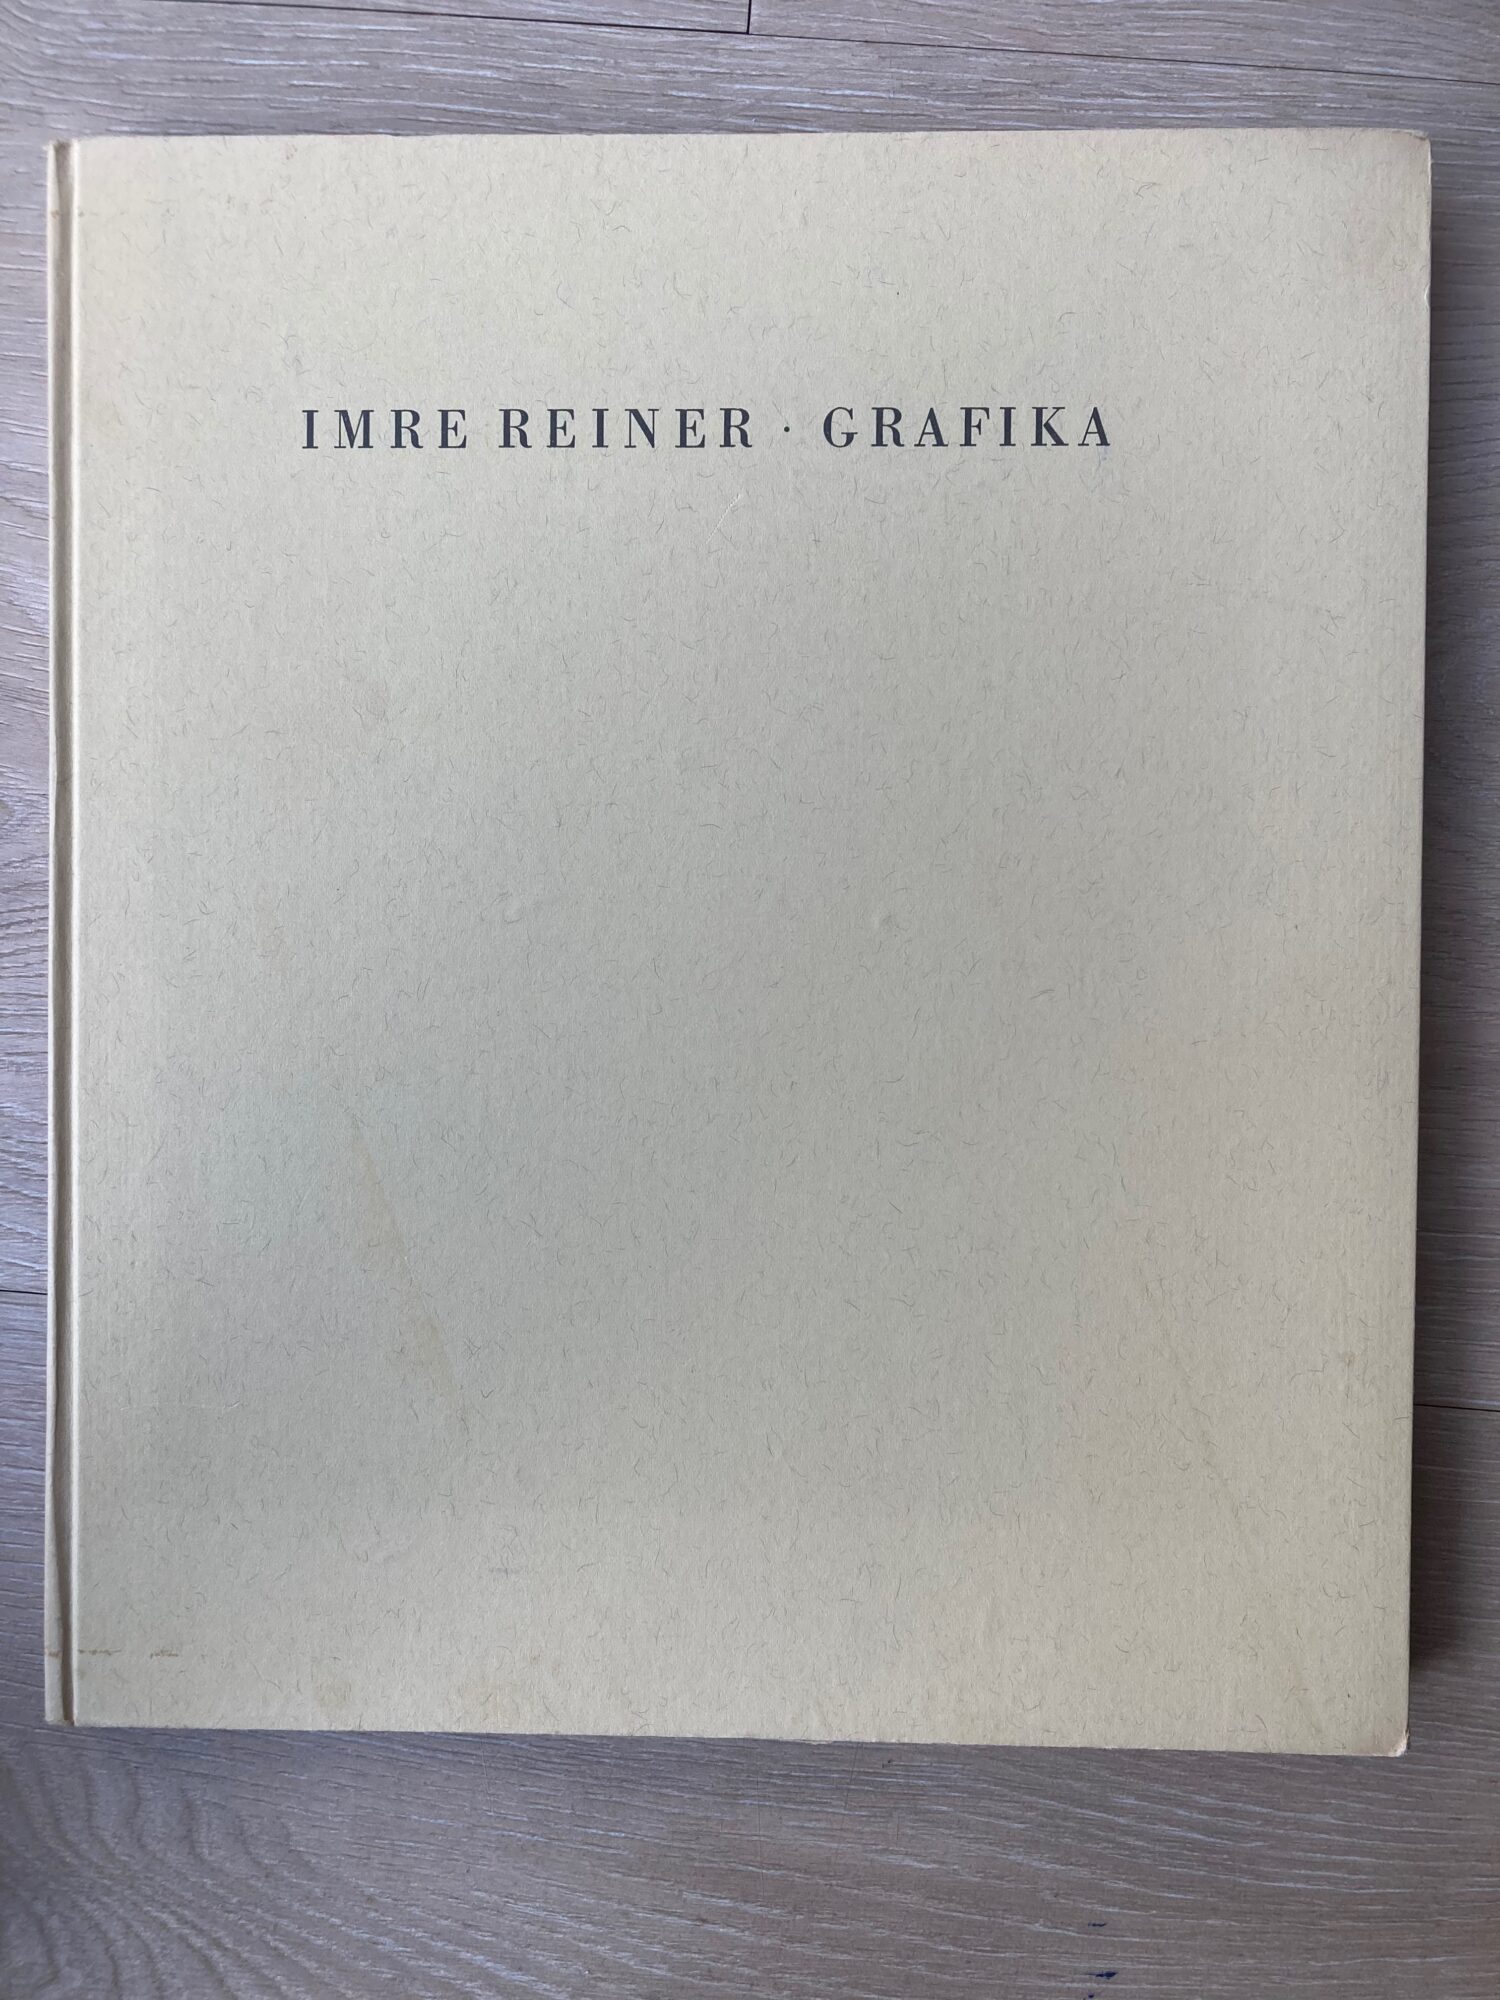 IMRE REINER · GRAFIKA